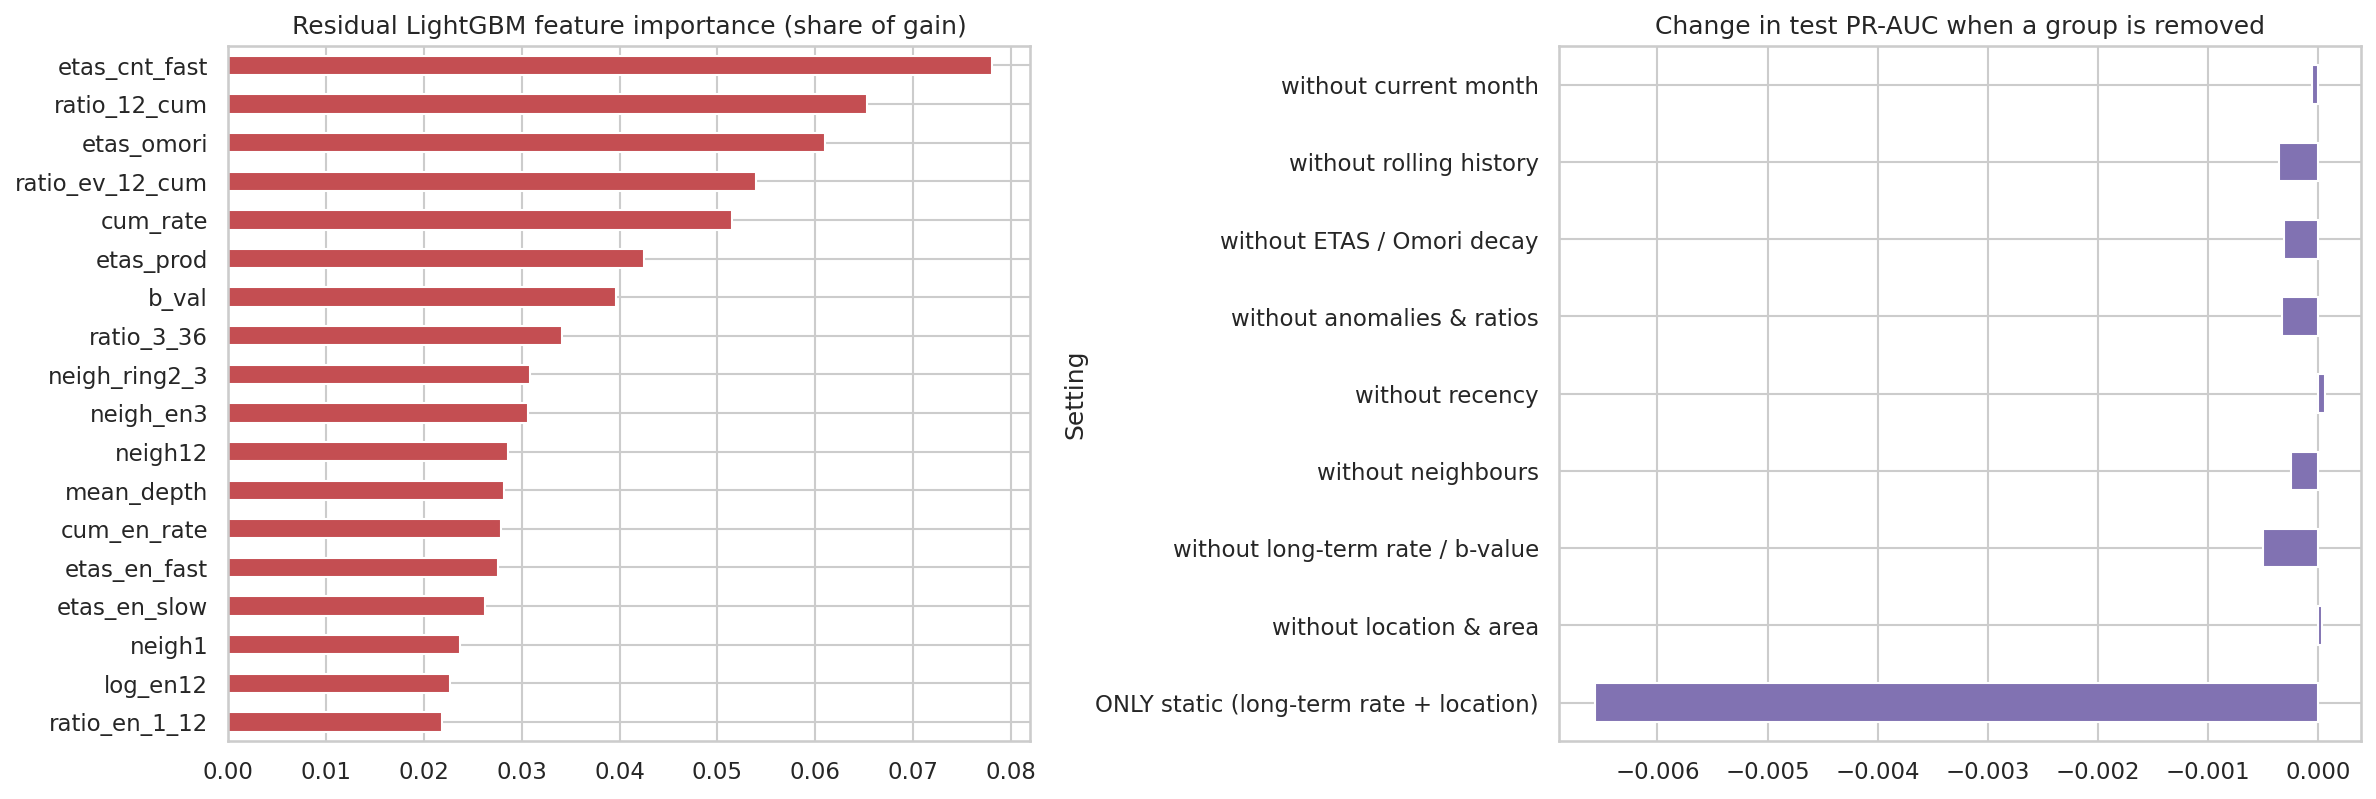 Residual LightGBM feature importance (share of gain)
etas_cnt_fast
ratio_12_cum
etas_omori
ratio_ev_12_cum
cum_rate
etas_prod
b_val
ratio_3_36
neigh_ring2_3
neigh_en3
neigh12
mean_depth
cum_en_rate
etas_en_fast
etas_en_slow
neigh1
log_en12
ratio_en_1_12
0.00 0.01 0.02 0.03 0.04 0.05 0.06 0.07 0.08
Change in test PR-AUC when a group is removed
Setting
without current month
without rolling history
without ETAS / Omori decay
without anomalies & ratios
without recency
without neighbours
without long-term rate / b-value
without location & area
ONLY static (long-term rate + location)
−0.006 −0.005 −0.004 −0.003 −0.002 −0.001 0.000